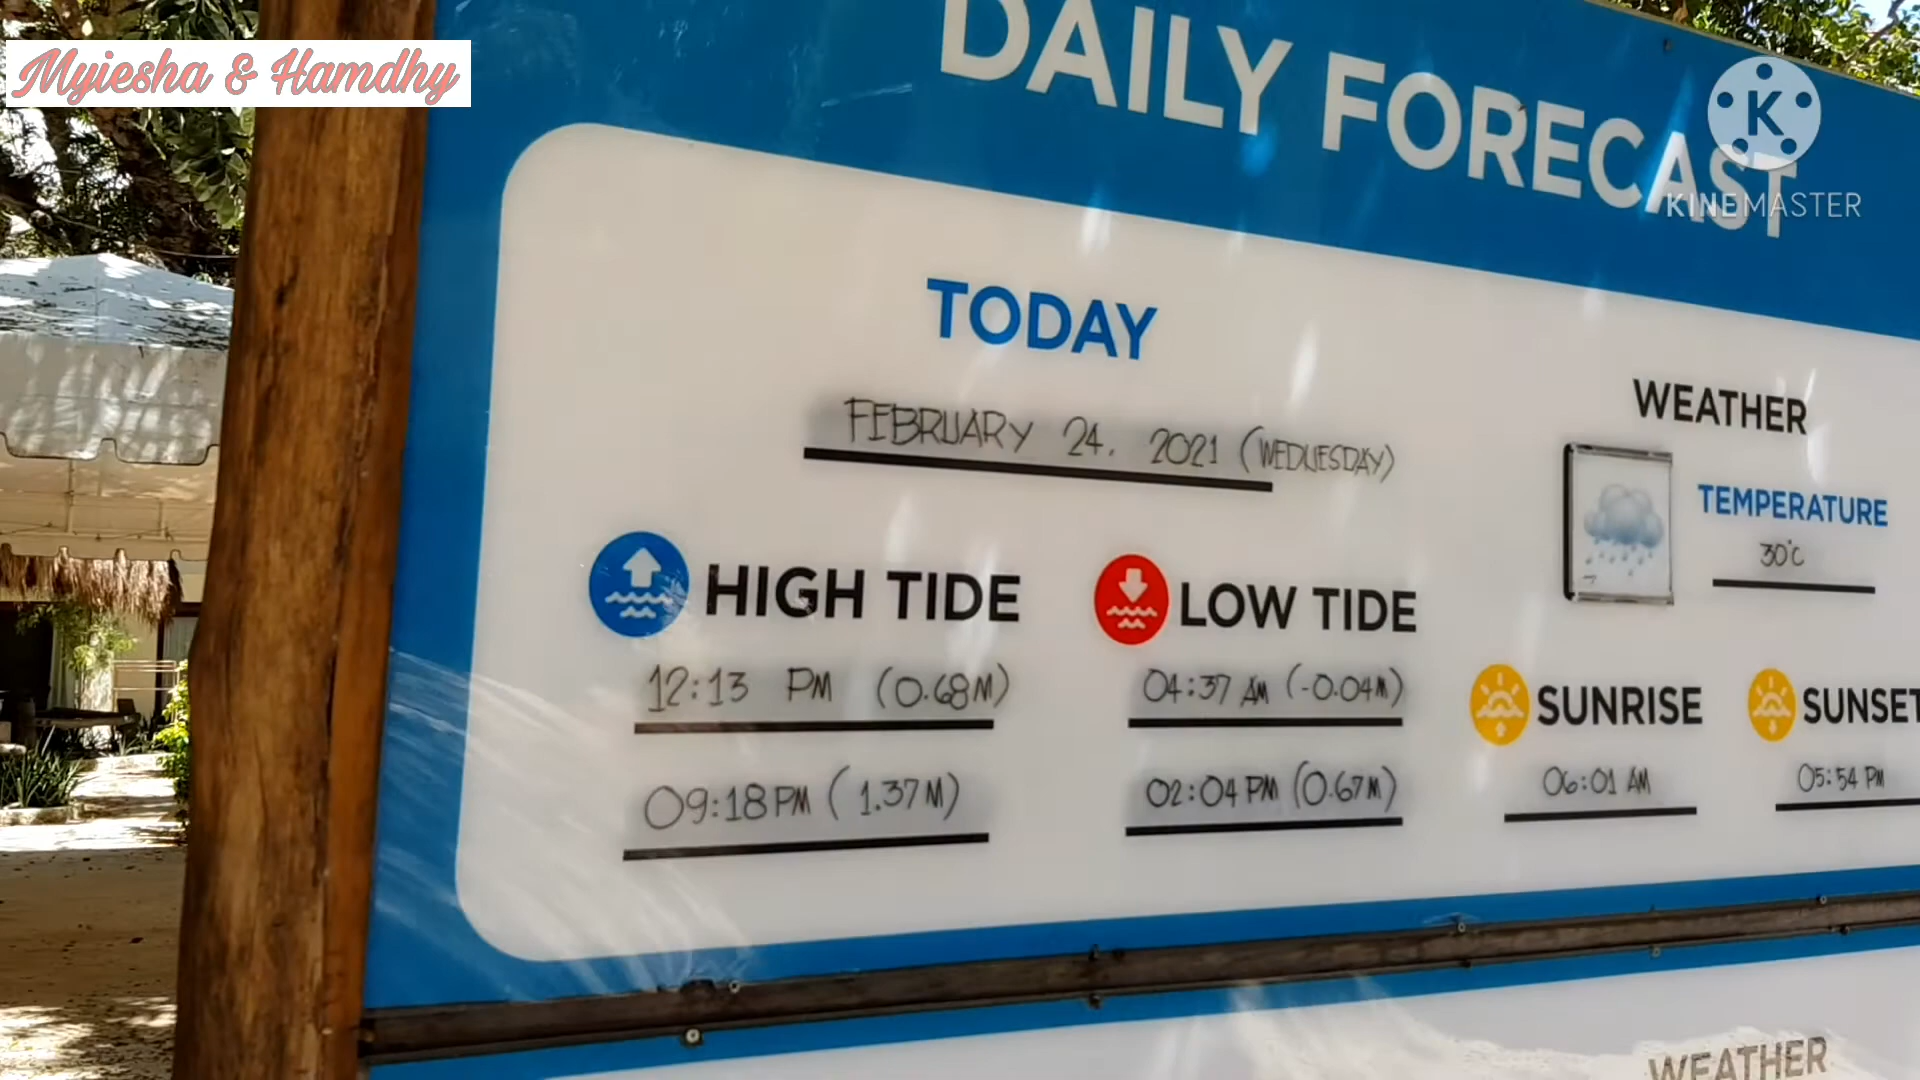 Myiesha & Hamdhy
K
KINEMASTER
DAILY FORECAST
TODAY
FEBRUARY 24, 2021 (WEDNESDAY)
WEATHER
TEMPERATURE
30°C
HIGH TIDE
12:13 PM (0.68M)
09:18 PM (1.37M)
LOW TIDE
04:37 AM (-0.04M)
02:04 PM (0.67M)
SUNRISE
06:01 AM
SUNSET
05:54 PM
WEATHER